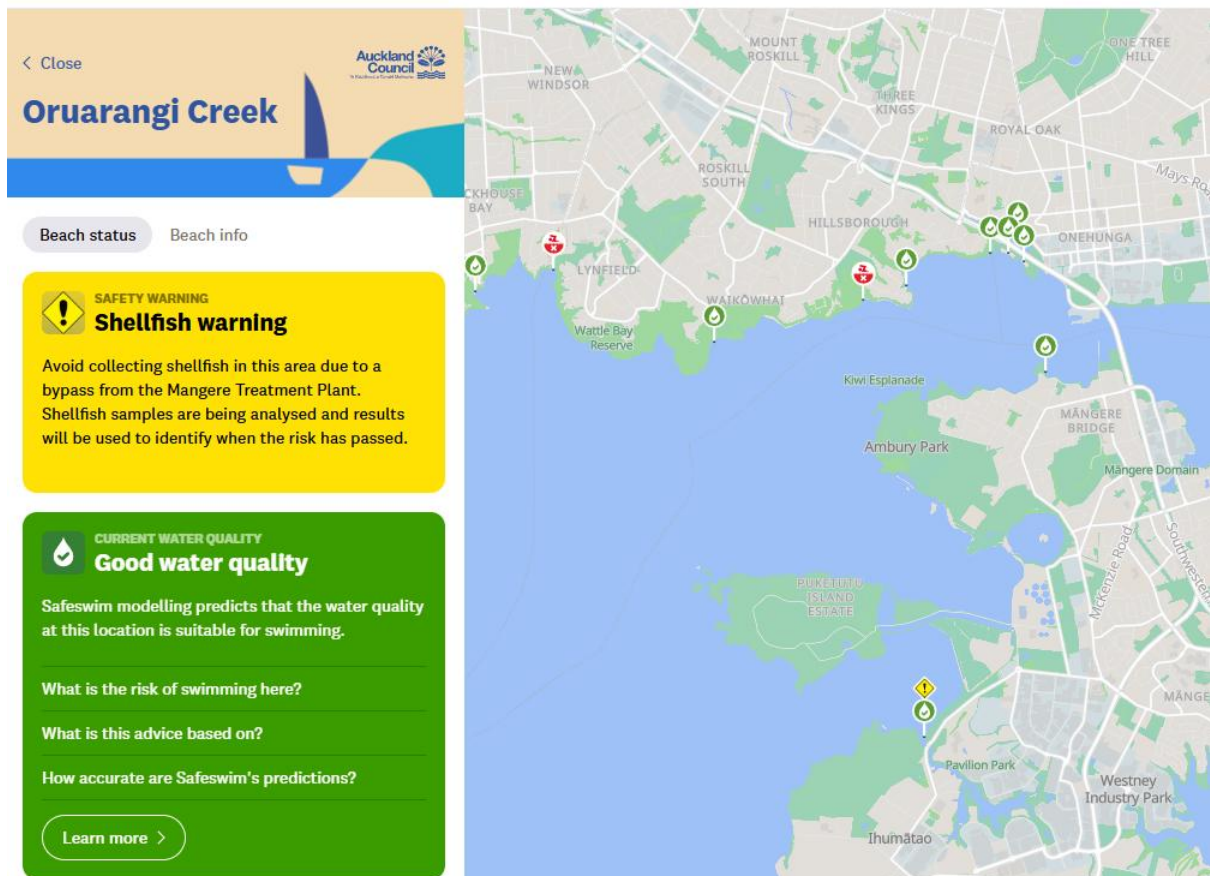 < Close
Auckland
Council
Oruarangi Creek
Beach status
Beach info
SAFETY WARNING
Shellfish warning
Avoid collecting shellfish in this area due to a
bypass from the Mangere Treatment Plant.
Shellfish samples are being analysed and results
will be used to identify when the risk has passed.
CURRENT WATER QUALITY
Good water quality
Safeswim modelling predicts that the water quality
at this location is suitable for swimming.
What is the risk of swimming here?
What is this advice based on?
How accurate are Safeswim's predictions?
Learn more >
MOUNT
ROSKILL
ONE TREE
HILL
NEW
WINDSOR
THREE
KINGS
ROYAL OAK
Mays Roa
ROSKILL
SOUTH
CKHOUSE
BAY
HILLSBOROUGH
ONEHUNGA
LYNFIELD
WAIKŌWHAI
Wattle Bay
Reserve
Kiwi Esplanade
MĀNGERE
BRIDGE
Ambury Park
Māngere Domain
McKenzie Road
Southwestern
PUKETUTU
ISLAND
ESTATE
MĀNGE
Pavilion Park
Westney
Industry Park
Ihumātao